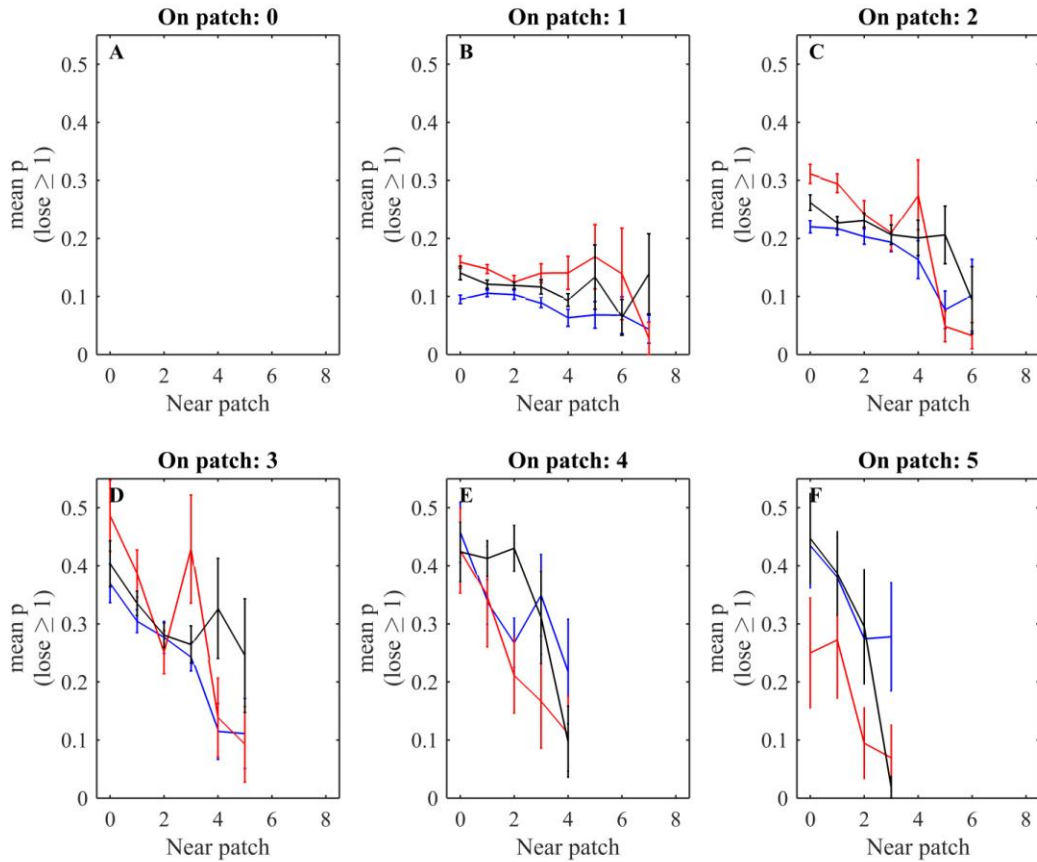 On patch: 0
A
mean p
(lose ≥ 1)
0.5
0.4
0.3
0.2
0.1
0
0 2 4 6 8
Near patch
On patch: 1
B
mean p
(lose ≥ 1)
0.5
0.4
0.3
0.2
0.1
0
0 2 4 6 8
Near patch
On patch: 2
C
mean p
(lose ≥ 1)
0.5
0.4
0.3
0.2
0.1
0
0 2 4 6 8
Near patch
On patch: 3
D
mean p
(lose ≥ 1)
0.5
0.4
0.3
0.2
0.1
0
0 2 4 6 8
Near patch
On patch: 4
E
mean p
(lose ≥ 1)
0.5
0.4
0.3
0.2
0.1
0
0 2 4 6 8
Near patch
On patch: 5
F
mean p
(lose ≥ 1)
0.5
0.4
0.3
0.2
0.1
0
0 2 4 6 8
Near patch